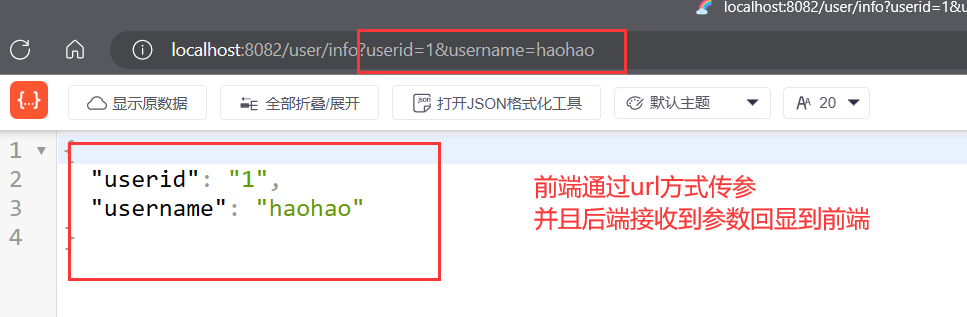 localhost:8082/user/info?userid=1&u
localhost:8082/user/info?userid=1&username=haohao
{...} 显示原数据 全部折叠/展开 json 打开JSON格式化工具 默认主题 AA 20
1 {
2 "userid": "1",
3 "username": "haohao"
4 }
前端通过url方式传参
并且后端接收到参数回显到前端